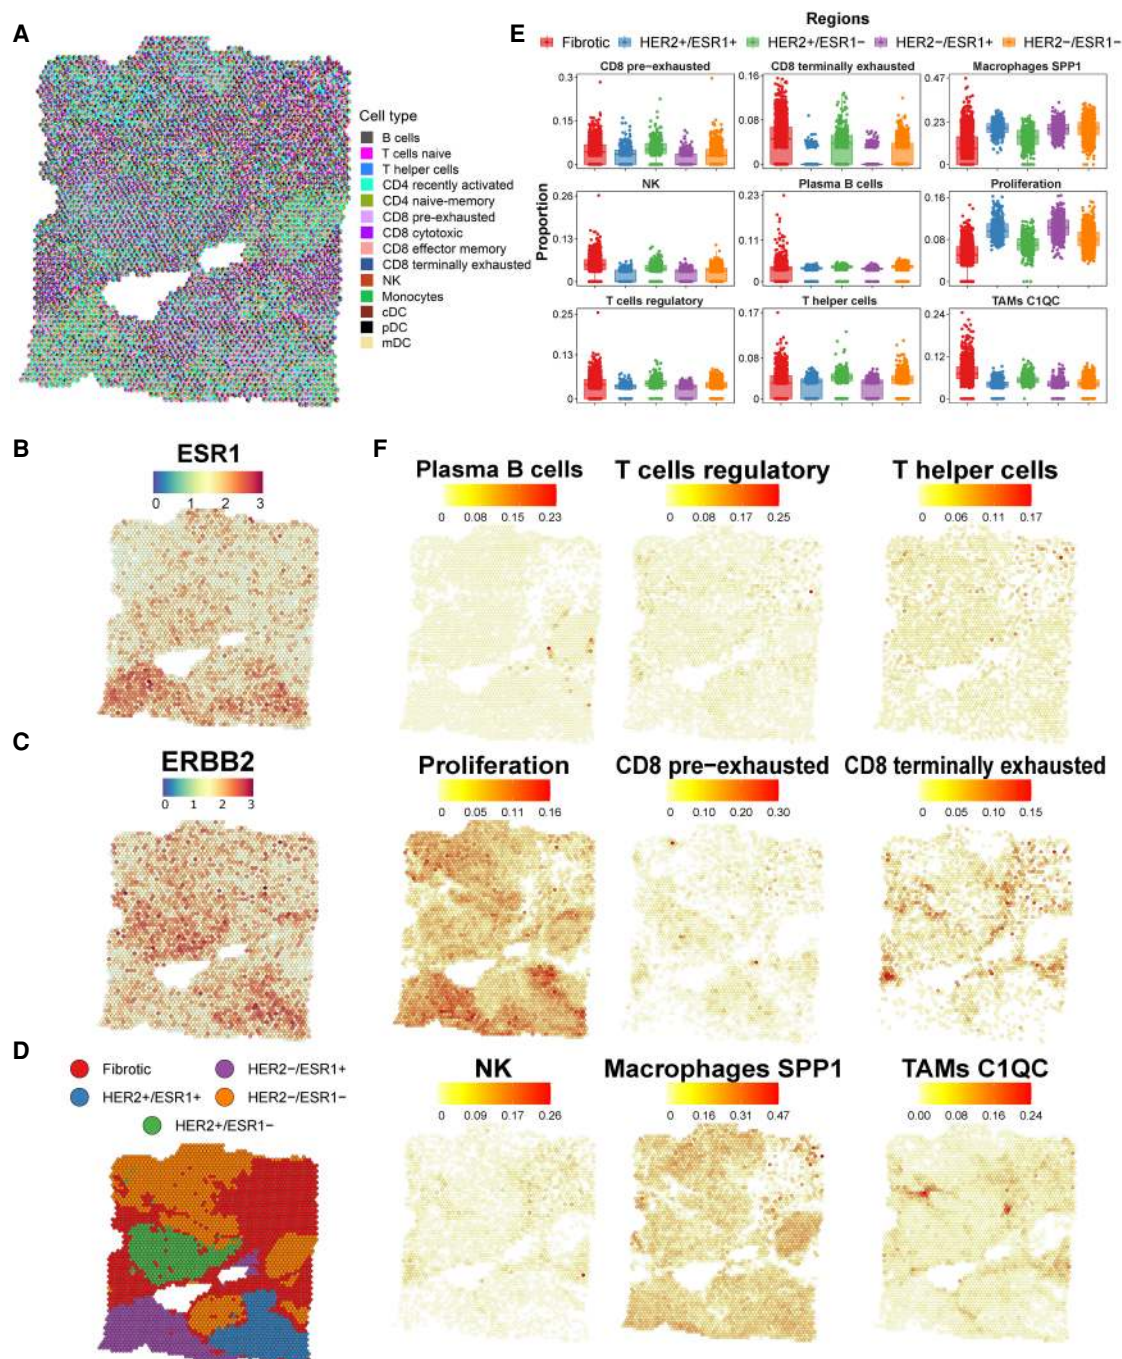 A
Cell type
B cells
T cells naive
T helper cells
CD4 recently activated
CD4 naive-memory
CD8 pre-exhausted
CD8 cytotoxic
CD8 effector memory
CD8 terminally exhausted
NK
Monocytes
cDC
pDC
mDC
E
Regions
Fibrotic HER2+/ESR1+ HER2+/ESR1− HER2−/ESR1+ HER2−/ESR1−
Proportion
CD8 pre−exhausted CD8 terminally exhausted Macrophages SPP1
0.3 0.16 0.47
0.15 0.08 0.23
0 0 0
NK Plasma B cells Proliferation
0.26 0.23 0.16
0.13 0.11 0.08
0 0 0
T cells regulatory T helper cells TAMs C1QC
0.25 0.17 0.24
0.13 0.08 0.12
0 0 0
B
ESR1
0 1 2 3
C
ERBB2
0 1 2 3
D
Fibrotic HER2−/ESR1+
HER2+/ESR1+ HER2−/ESR1−
HER2+/ESR1−
F
Plasma B cells T cells regulatory T helper cells
0 0.08 0.15 0.23 0 0.08 0.17 0.25 0 0.06 0.11 0.17
Proliferation CD8 pre−exhausted CD8 terminally exhausted
0 0.05 0.11 0.16 0 0.10 0.20 0.30 0 0.05 0.10 0.15
NK Macrophages SPP1 TAMs C1QC
0 0.09 0.17 0.26 0 0.16 0.31 0.47 0.00 0.08 0.16 0.24